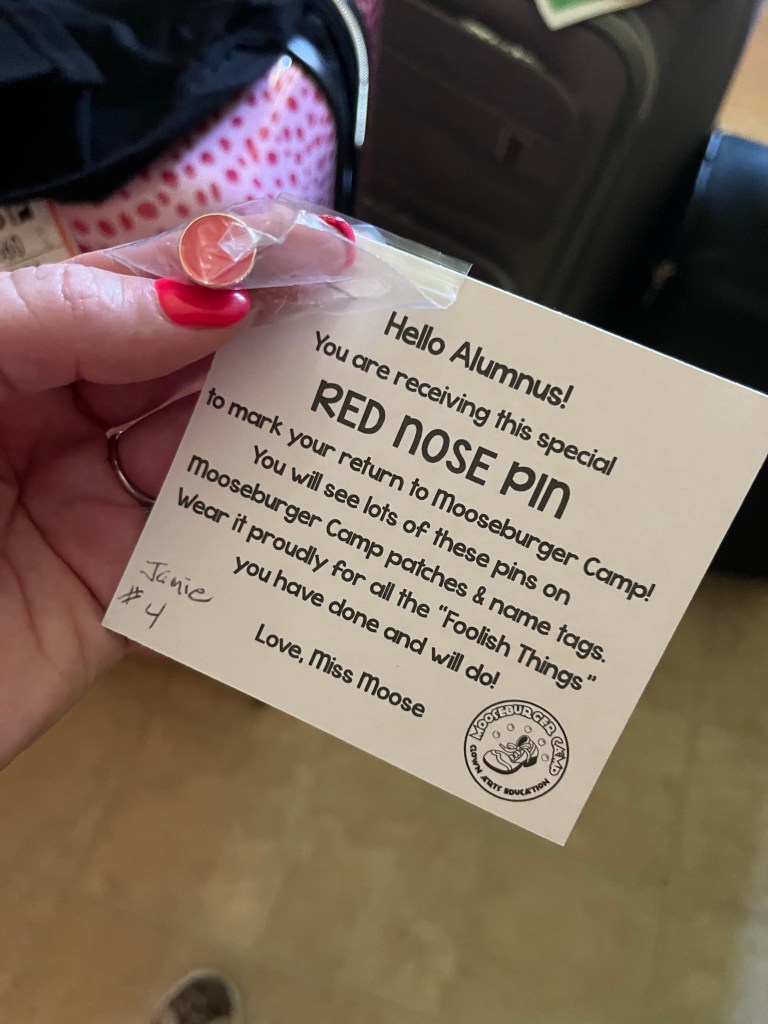 Hello Alumnus!
You are receiving this special
RED NOSE PIN
to mark your return to Mooseburger Camp!
You will see lots of these pins on
Mooseburger Camp patches & name tags.
Wear it proudly for all the "Foolish Things"
you have done and will do!
Love, Miss Moose
Janie
#4
MOOSEBURGER CAMP
CLOWN ARTS EDUCATION